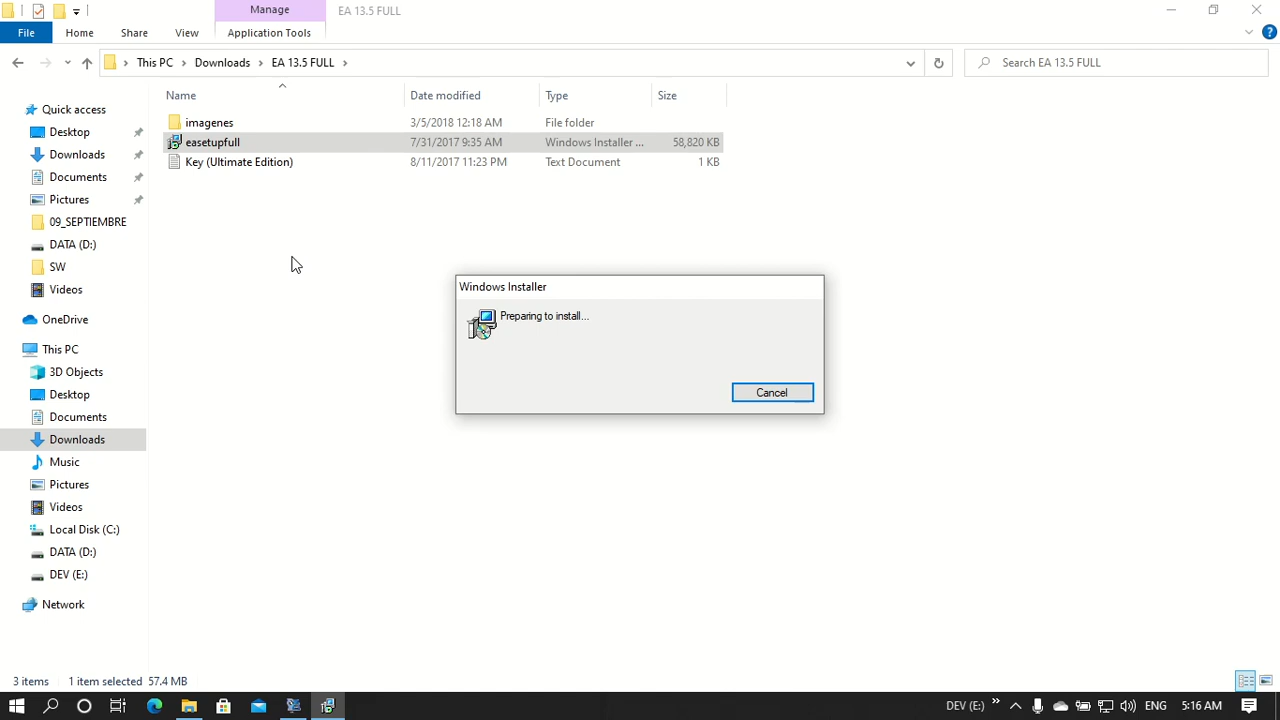 Manage
EA 13.5 FULL
File
Home
Share
View
Application Tools
This PC
Downloads
EA 13.5 FULL
Search EA 13.5 FULL
Name
Date modified
Type
Size
imagenes
3/5/2018 12:18 AM
File folder
easetupfull
7/31/2017 9:35 AM
Windows Installer ...
58,820 KB
Key (Ultimate Edition)
8/11/2017 11:23 PM
Text Document
1 KB
Quick access
Desktop
Downloads
Documents
Pictures
09_SEPTIEMBRE
DATA (D:)
SW
Videos
OneDrive
This PC
3D Objects
Desktop
Documents
Downloads
Music
Pictures
Videos
Local Disk (C:)
DATA (D:)
DEV (E:)
Network
Windows Installer
Preparing to install...
Cancel
3 items
1 item selected 57.4 MB
DEV (E:)
ENG
5:16 AM